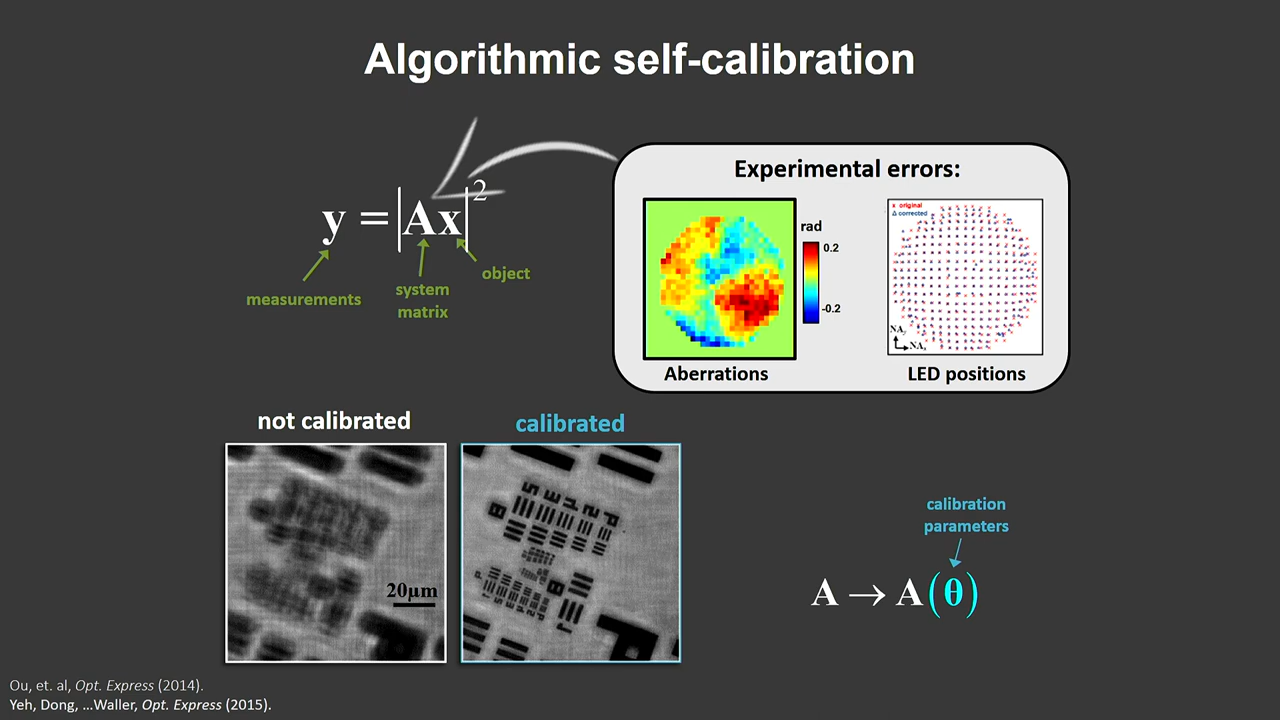 Algorithmic self-calibration
y = |Ax|²
measurements
system
matrix
object
Experimental errors:
rad
0.2
-0.2
Aberrations
× original
Δ corrected
NAy
NAx
LED positions
not calibrated
calibrated
20μm
calibration
parameters
A → A(θ)
Ou, et. al, Opt. Express (2014).
Yeh, Dong, ...Waller, Opt. Express (2015).